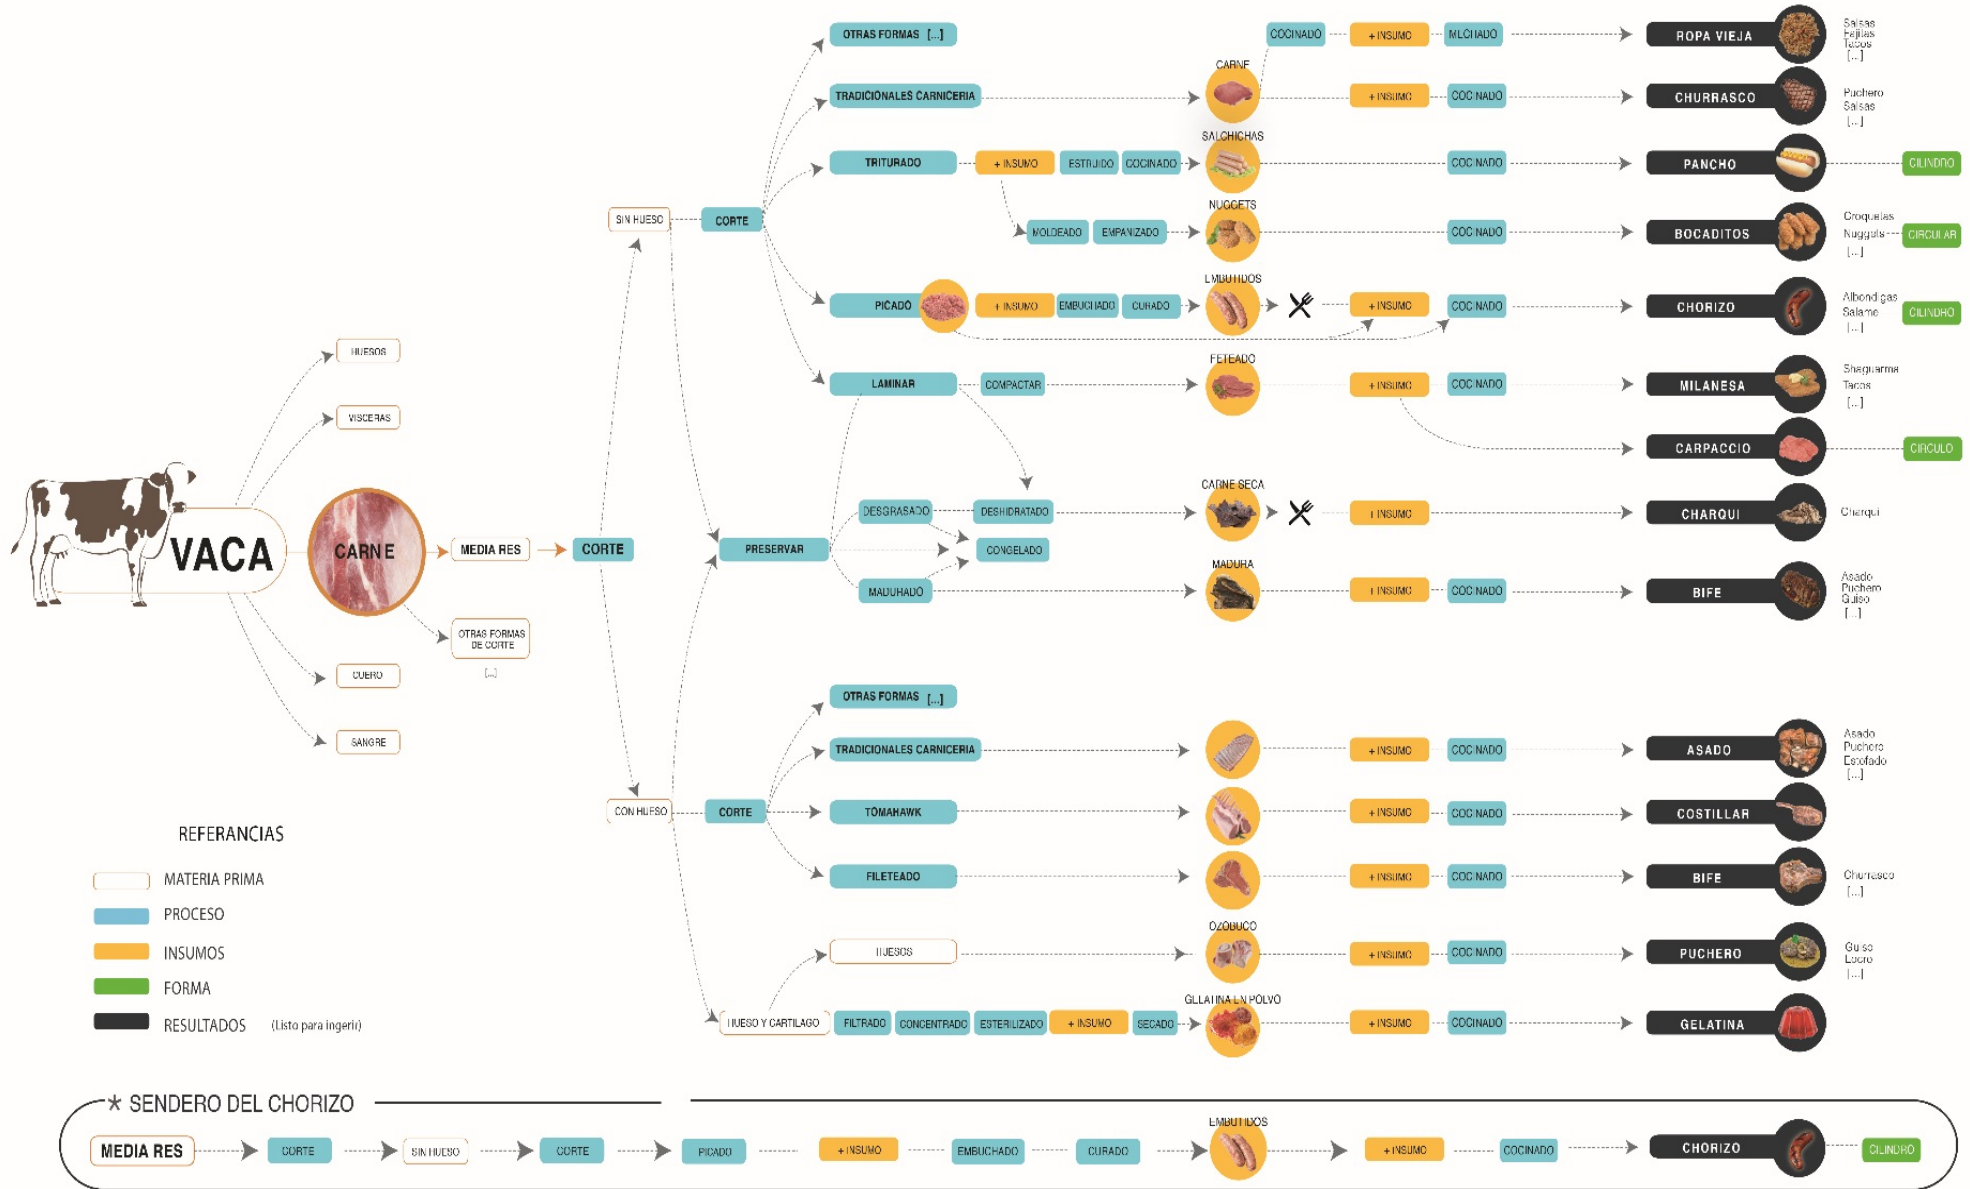 OTRAS FORMAS [...]
COCINADO
+ INSUMO
MECHADO
ROPA VIEJA
Salsas
Fajitas
Tacos
[...]
TRADICIONALES CARNICERIA
CARNE
+ INSUMO
COCINADO
CHURRASCO
Puchero
Salsas
[...]
TRITURADO
+ INSUMO
ESTRUIDO
COCINADO
SALCHICHAS
COCINADO
PANCHO
CILINDRO
SIN HUESO
CORTE
MOLDEADO
EMPANIZADO
NUGGETS
COCINADO
BOCADITOS
Croquetas
Nuggets
[...]
CIRCULAR
PICADO
+ INSUMO
EMBUCHADO
CURADO
EMBUTIDOS
+ INSUMO
COCINADO
CHORIZO
Albondigas
Salame
[...]
CILINDRO
HUESOS
LAMINAR
COMPACTAR
FETEADO
+ INSUMO
COCINADO
MILANESA
Shaguarma
Tacos
[...]
VISCERAS
CARPACCIO
CIRCULO
DESGRASADO
DESHIDRATADO
CARNE SECA
+ INSUMO
CHARQUI
Charqui
VACA
CARNE
MEDIA RES
CORTE
PRESERVAR
CONGELADO
MADURADO
MADURA
+ INSUMO
COCINADO
BIFE
Asado
Puchero
Guiso
[...]
OTRAS FORMAS
DE CORTE
[...]
CUERO
SANGRE
OTRAS FORMAS [...]
TRADICIONALES CARNICERIA
+ INSUMO
COCINADO
ASADO
Asado
Puchero
Estofado
[...]
CON HUESO
CORTE
TOMAHAWK
+ INSUMO
COCINADO
COSTILLAR
FILETEADO
+ INSUMO
COCINADO
BIFE
Churrasco
[...]
HUESOS
OZOBUCO
+ INSUMO
COCINADO
PUCHERO
Guiso
Locro
[...]
HUESO Y CARTILAGO
FILTRADO
CONCENTRADO
ESTERILIZADO
+ INSUMO
SECADO
GELATINA EN POLVO
+ INSUMO
COCINADO
GELATINA
REFERANCIAS
MATERIA PRIMA
PROCESO
INSUMOS
FORMA
RESULTADOS (Listo para ingerir)
* SENDERO DEL CHORIZO
MEDIA RES
CORTE
SIN HUESO
CORTE
PICADO
+ INSUMO
EMBUCHADO
CURADO
EMBUTIDOS
+ INSUMO
COCINADO
CHORIZO
CILINDRO